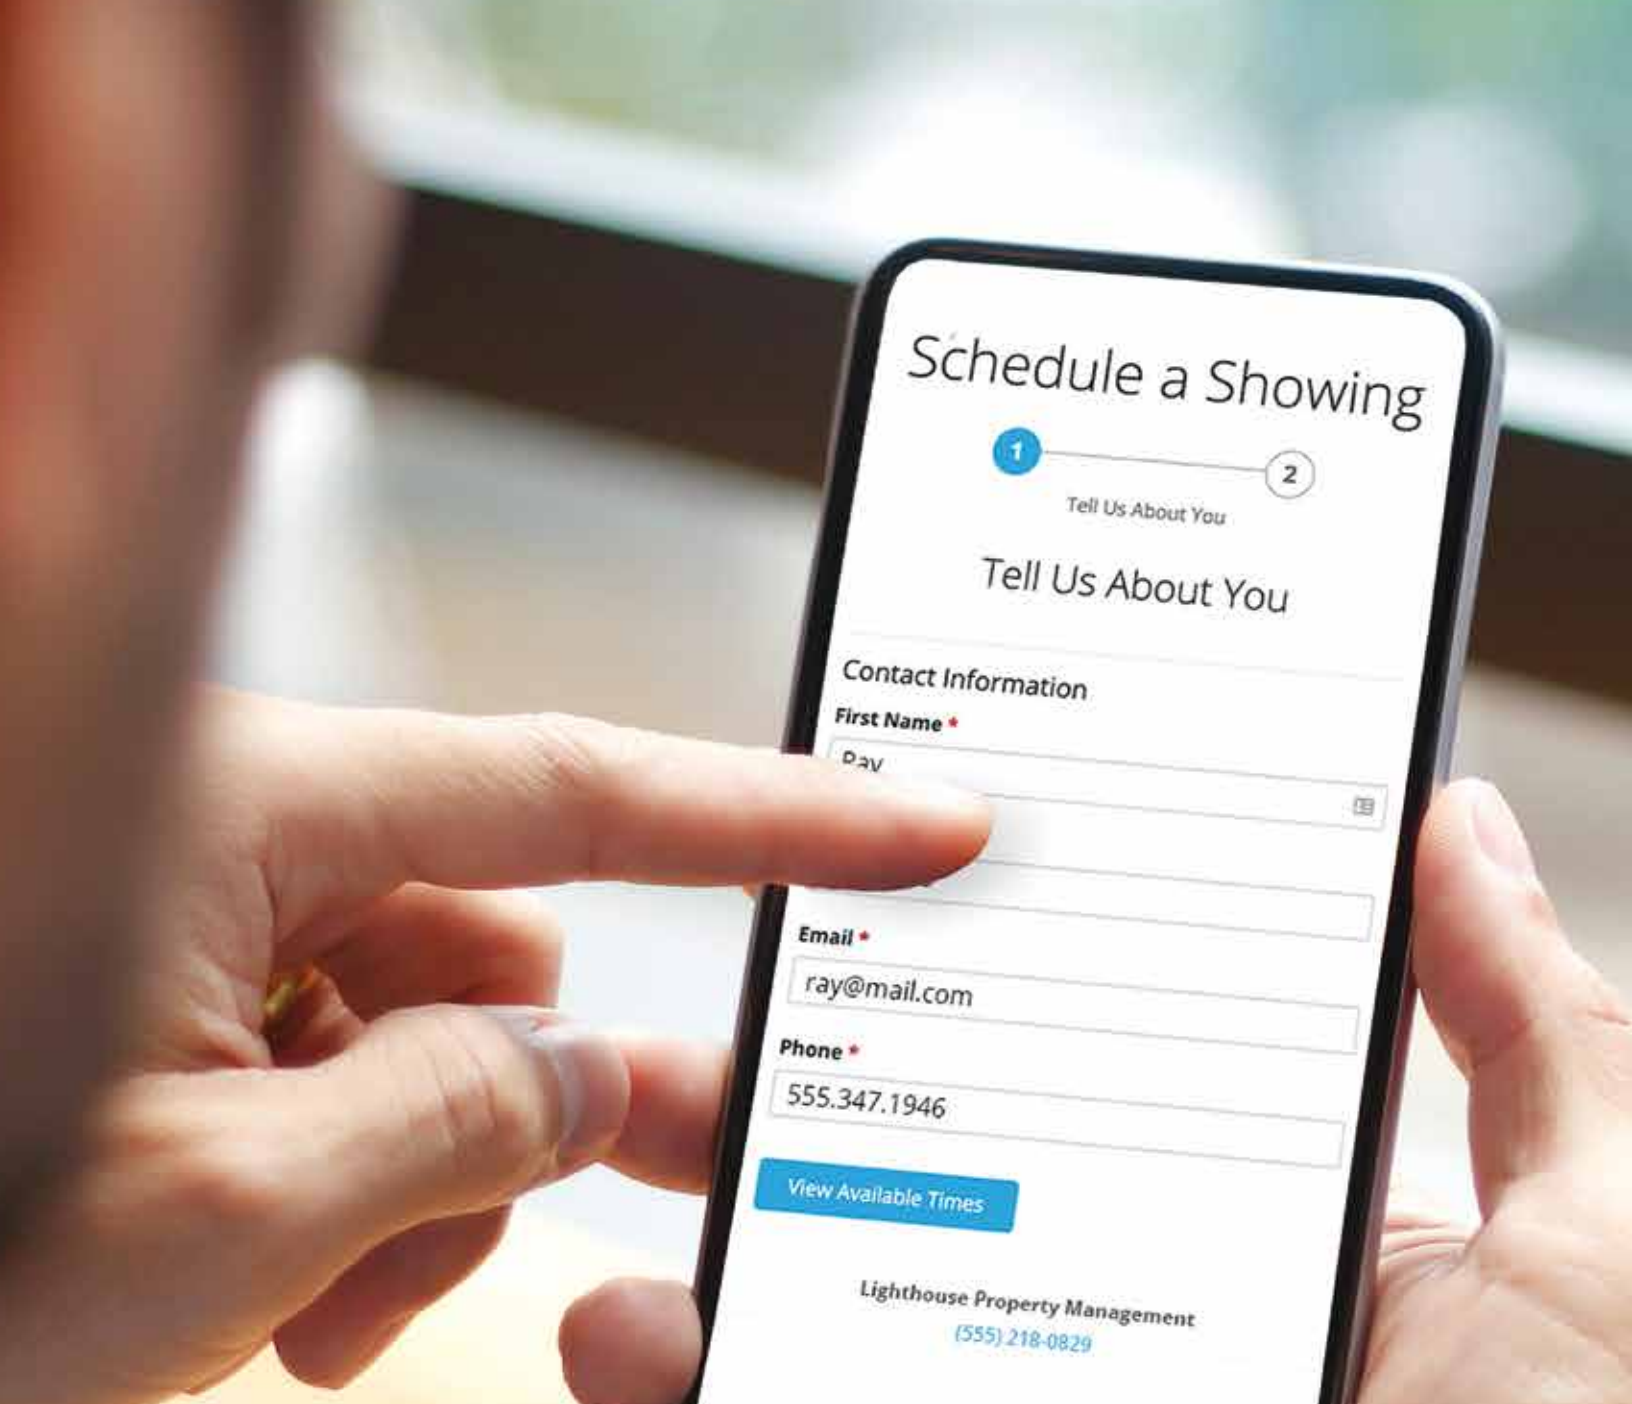 Schedule a Showing
1
2
Tell Us About You
Tell Us About You
Contact Information
First Name *
Ray
Email *
ray@mail.com
Phone *
555.347.1946
View Available Times
Lighthouse Property Management
(555) 218-0829